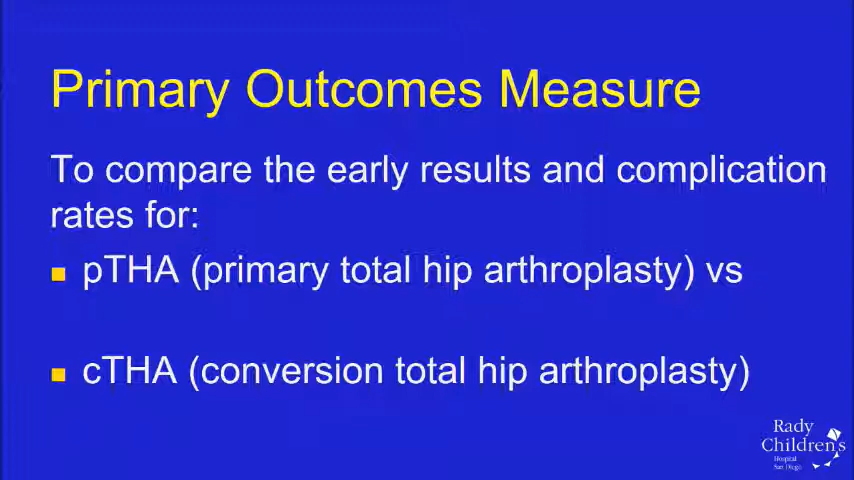 Primary Outcomes Measure
To compare the early results and complication
rates for:
pTHA (primary total hip arthroplasty) vs
cTHA (conversion total hip arthroplasty)
Rady
Children's
Hospital
San Diego